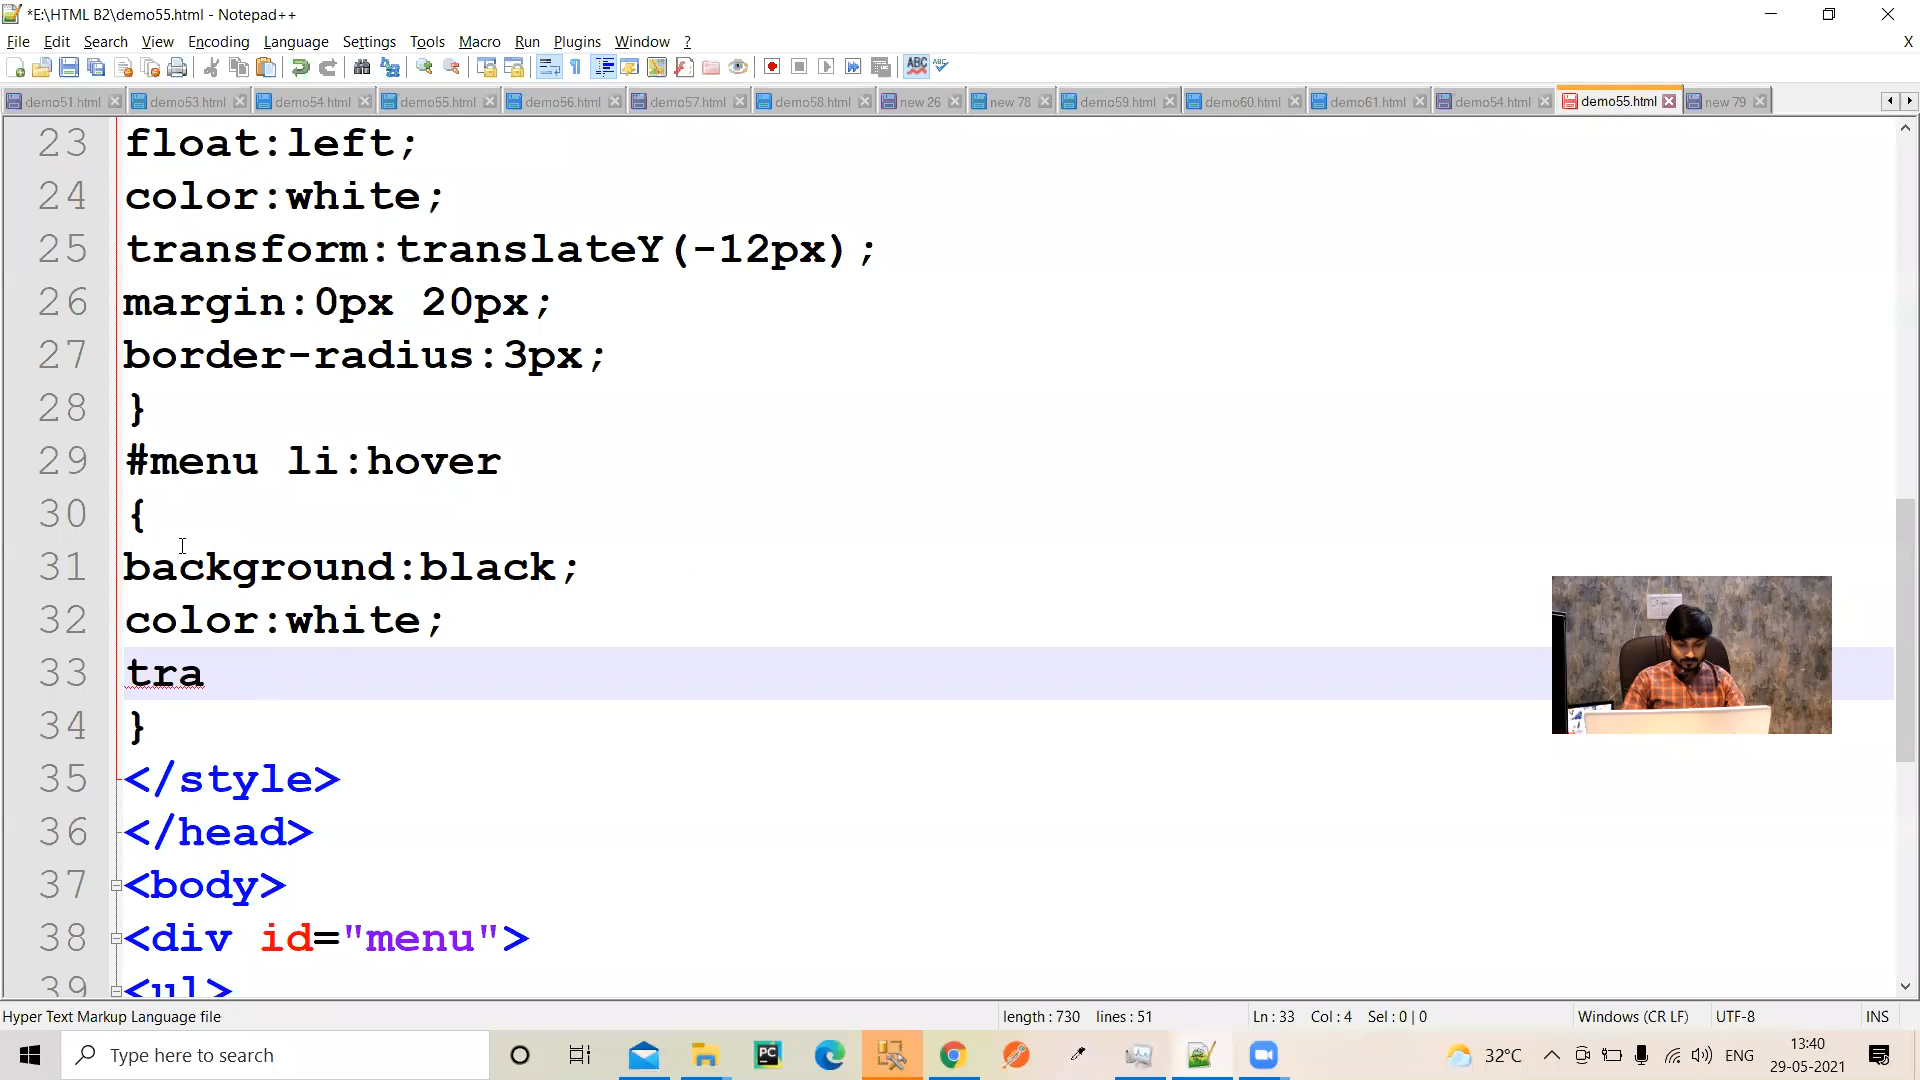 *E:\HTML B2\demo55.html - Notepad++
File Edit Search View Encoding Language Settings Tools Macro Run Plugins Window ? X
demo51.html demo53.html demo54.html demo55.html demo56.html demo57.html demo58.html new 26 new 78 demo59.html demo60.html demo61.html demo54.html demo55.html new 79
23 float:left;
24 color:white;
25 transform:translateY(-12px);
26 margin:0px 20px;
27 border-radius:3px;
28 }
29 #menu li:hover
30 {
31 background:black;
32 color:white;
33 tra
34 }
35 </style>
36 </head>
37 <body>
38 <div id="menu">
39 <ul>
Hyper Text Markup Language file length : 730 lines : 51 Ln : 33 Col : 4 Sel : 0 | 0 Windows (CR LF) UTF-8 INS
Type here to search 32°C ENG 13:40
29-05-2021